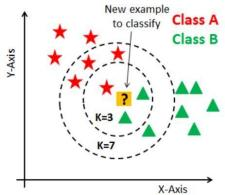 New example
to classify
Class A
Class B
Y-Axis
?
K=3
K=7
X-Axis